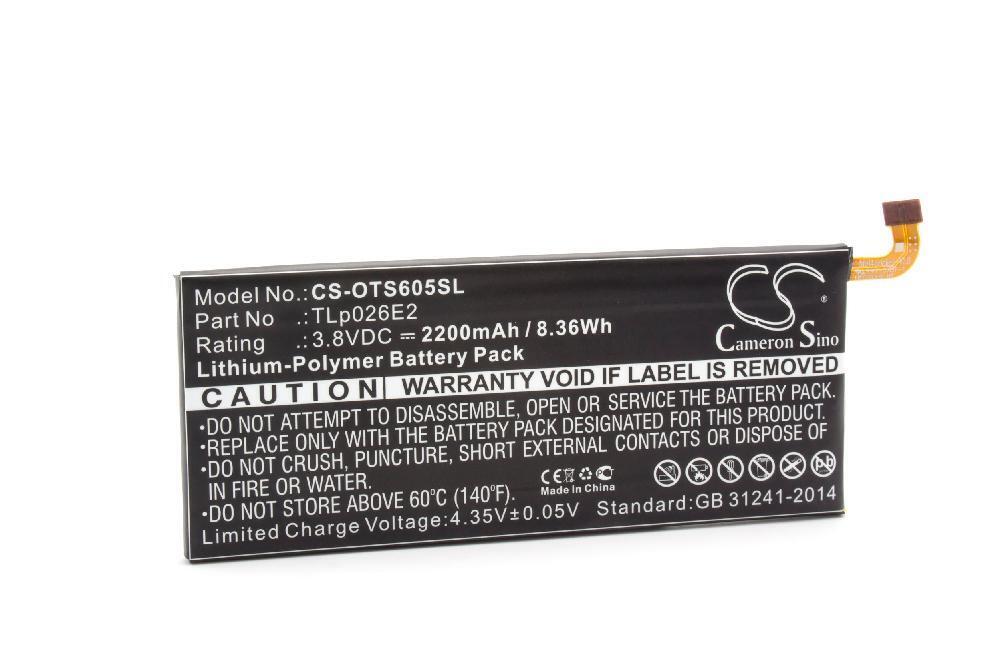 Model No.: CS-OTS605SL
Part No .: TLp026E2
Rating .: 3.8VDC ⎓ 2200mAh / 8.36Wh
Lithium-Polymer Battery Pack
CS ®
Cameron Sino
CAUTION WARRANTY VOID IF LABEL IS REMOVED
•DO NOT ATTEMPT TO DISASSEMBLE, OPEN OR SERVICE THE BATTERY PACK.
•REPLACE ONLY WITH THE BATTERY PACK DESIGNATED FOR THIS PRODUCT.
•DO NOT CRUSH, PUNCTURE, SHORT EXTERNAL CONTACTS OR DISPOSE OF
IN FIRE OR WATER.
•DO NOT STORE ABOVE 60°C (140°F).
CE
Made in China
Pb
Limited Charge Voltage:4.35V±0.05V Standard:GB 31241-2014